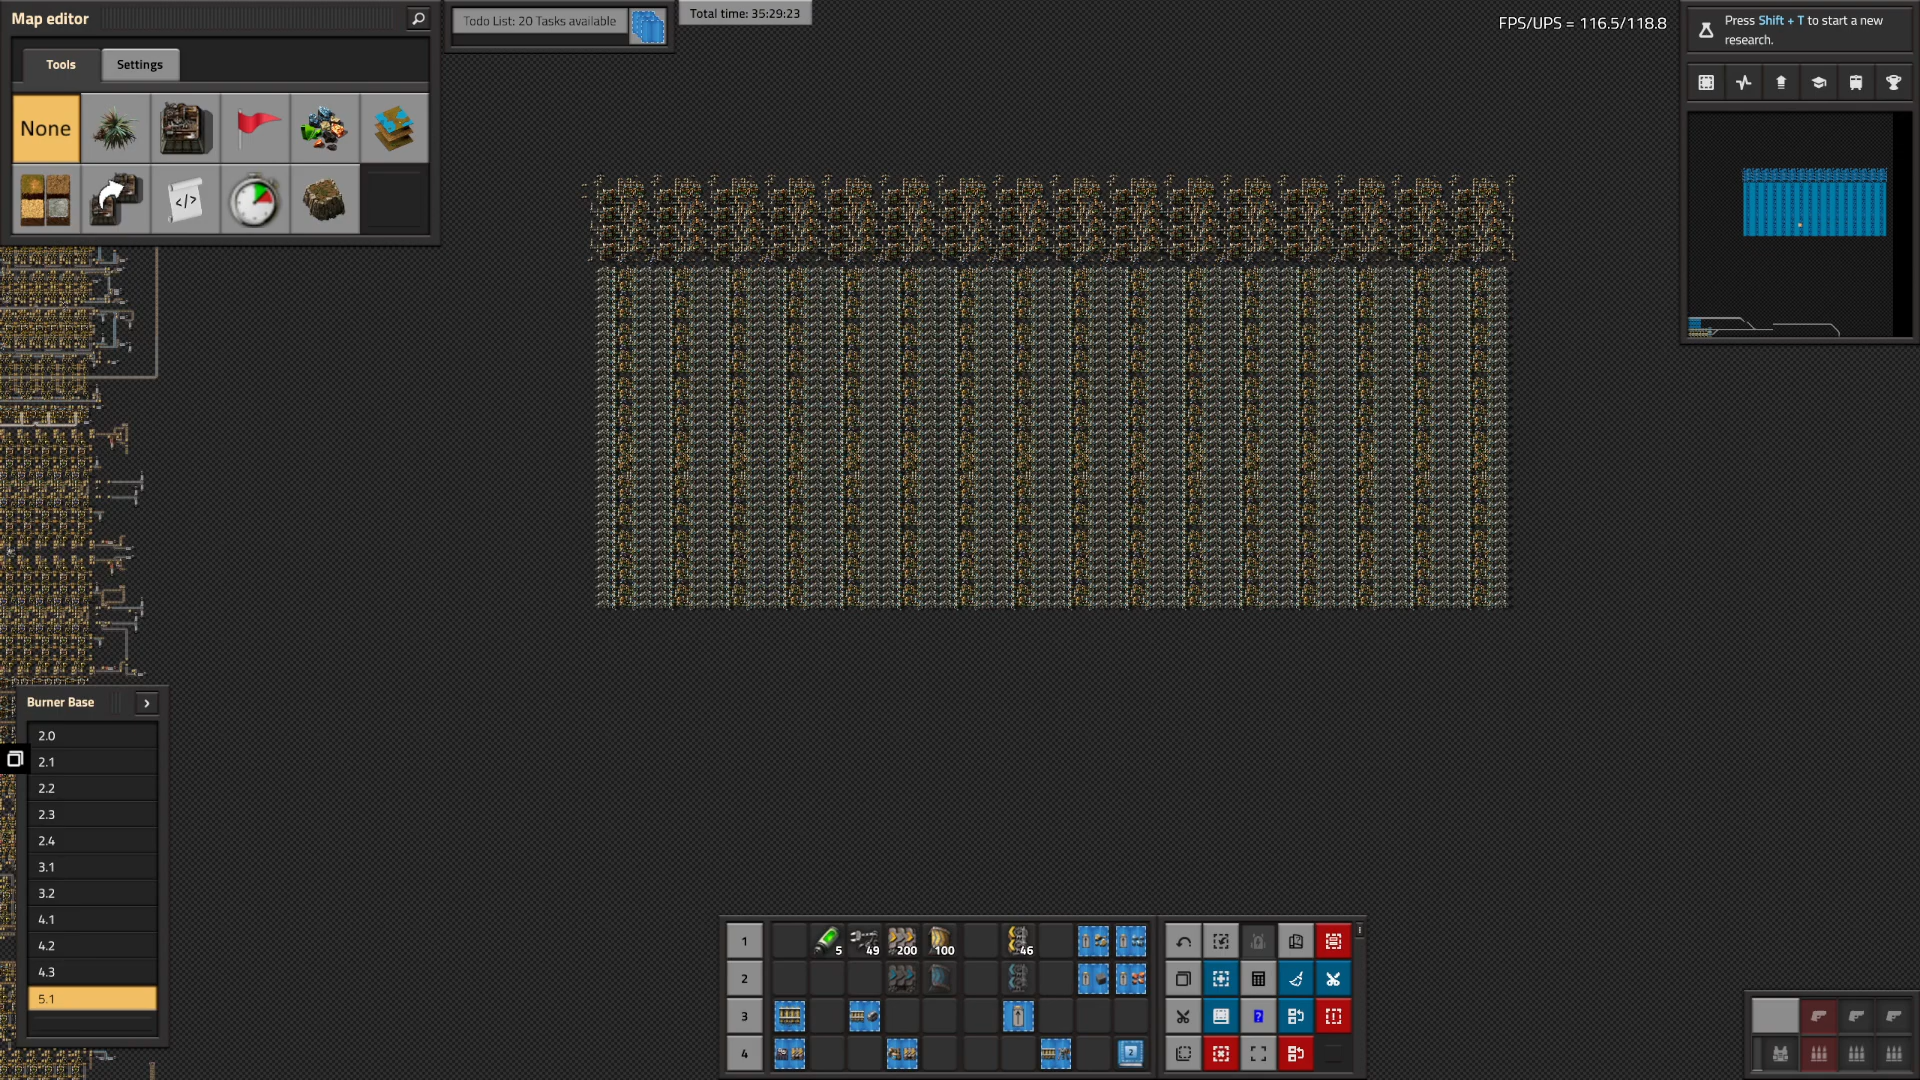 Map editor
Todo List: 20 Tasks available
Total time: 35:29:23
FPS/UPS = 116.5/118.8
Press Shift + T to start a new
research.
Tools
Settings
None
</>
Burner Base
2.0
2.1
2.2
2.3
2.4
3.1
3.2
4.1
4.2
4.3
5.1
1
5
49
200
100
46
2
3
?
4
2